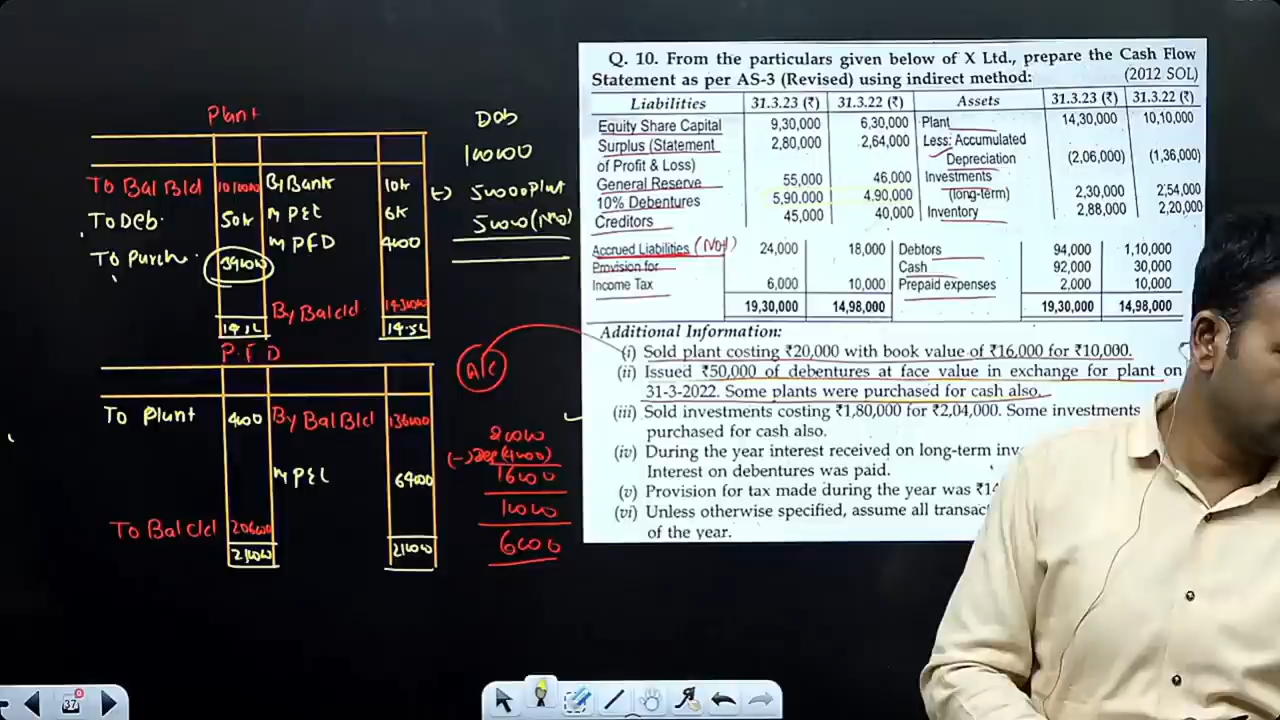 Plant
To Bal B|d 1010000 By Bank 10k
To Deb. 50k " P&L 6k
To Purch. 390000 " PFD 4000
By Bal c|d 1430000
14.5L 14.5L
P.F.D
To Plant 4000 By Bal B|d 136000
" P&L 64000
To Bal C|d 206000
210000
Deb
100000
(-) 50000 Plant
A/C
20000
(-) Dep (4000)
16000
10000
6000
Q. 10. From the particulars given below of X Ltd., prepare the Cash Flow
Statement as per AS-3 (Revised) using indirect method: (2012 SOL)
Liabilities 31.3.23 (₹) 31.3.22 (₹) Assets 31.3.23 (₹) 31.3.22 (₹)
Equity Share Capital 9,30,000 6,30,000 Plant 14,30,000 10,10,000
Surplus (Statement 2,80,000 2,64,000 Less: Accumulated
of Profit & Loss) Depreciation (2,06,000) (1,36,000)
General Reserve 55,000 46,000 Investments
10% Debentures 5,90,000 4,90,000 (long-term) 2,30,000 2,54,000
Creditors 45,000 40,000 Inventory 2,88,000 2,20,000
Accrued Liabilities 24,000 18,000 Debtors 94,000 1,10,000
Provision for Cash 92,000 30,000
Income Tax 6,000 10,000 Prepaid expenses 2,000 10,000
19,30,000 14,98,000 19,30,000 14,98,000
Additional Information:
(i) Sold plant costing ₹20,000 with book value of ₹16,000 for ₹10,000.
(ii) Issued ₹50,000 of debentures at face value in exchange for plant on
31-3-2022. Some plants were purchased for cash also.
(iii) Sold investments costing ₹1,80,000 for ₹2,04,000. Some investments
purchased for cash also.
(iv) During the year interest received on long-term inv
Interest on debentures was paid.
(v) Provision for tax made during the year was ₹14
(vi) Unless otherwise specified, assume all transac
of the year.
37